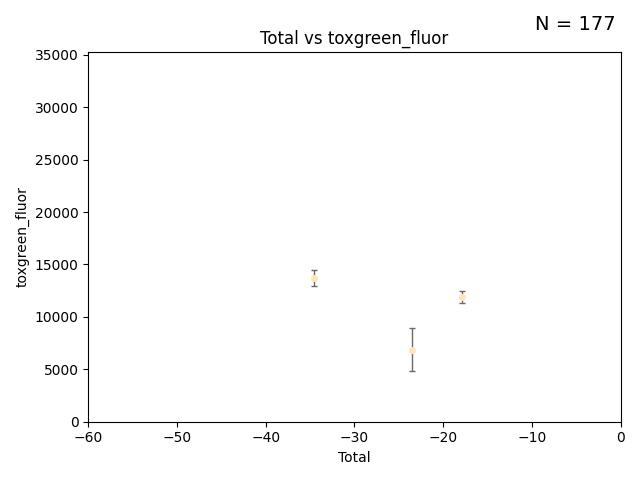 N = 177
Total vs toxgreen_fluor
35000
30000
25000
20000
15000
10000
5000
0
toxgreen_fluor
−60 −50 −40 −30 −20 −10 0
Total